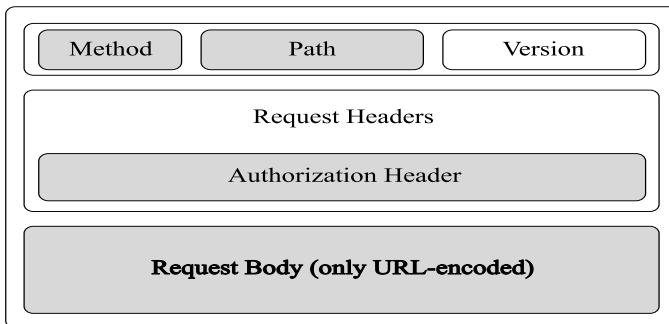 Method Path Version
Request Headers
Authorization Header
Request Body (only URL-encoded)